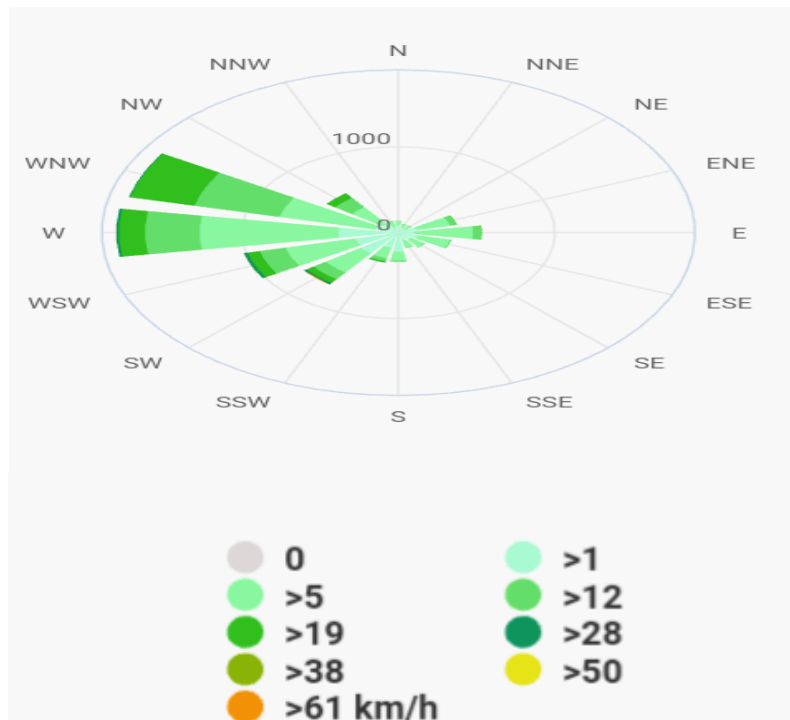 N
NNW NNE
NW NE
1000
WNW ENE
0
W E
WSW ESE
SW SE
SSW SSE
S
0 >1
>5 >12
>19 >28
>38 >50
>61 km/h